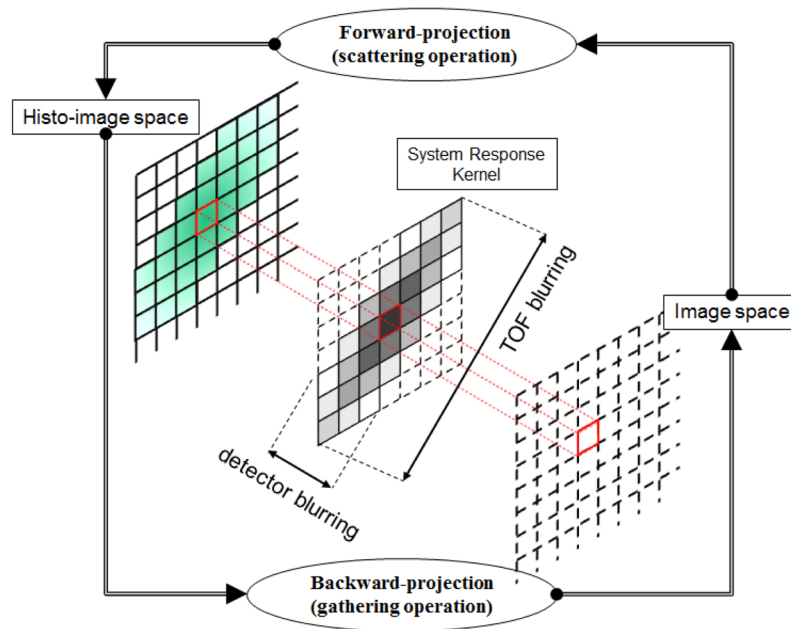 Forward-projection
(scattering operation)
Histo-image space
System Response
Kernel
TOF blurring
Image space
detector blurring
Backward-projection
(gathering operation)